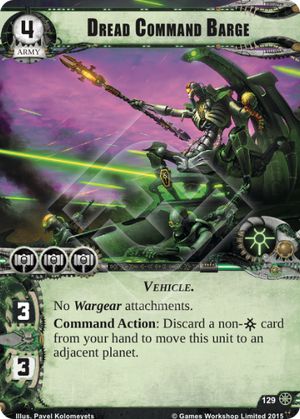 4
ARMY
DREAD COMMAND BARGE
VEHICLE.
3
No Wargear attachments.
Command Action: Discard a non- card
from your hand to move this unit to an
adjacent planet.
3
129
Illus. Pavel Kolomeyets
© Games Workshop Limited 2015